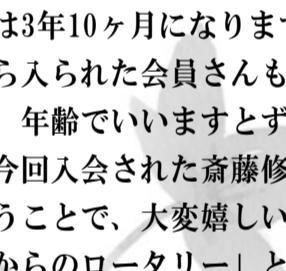 は3年10ヶ月になります
ら入られた会員さんも
年齢でいいますとず
今回入会された斎藤修
うことで、大変嬉しい
からのロータリー」と